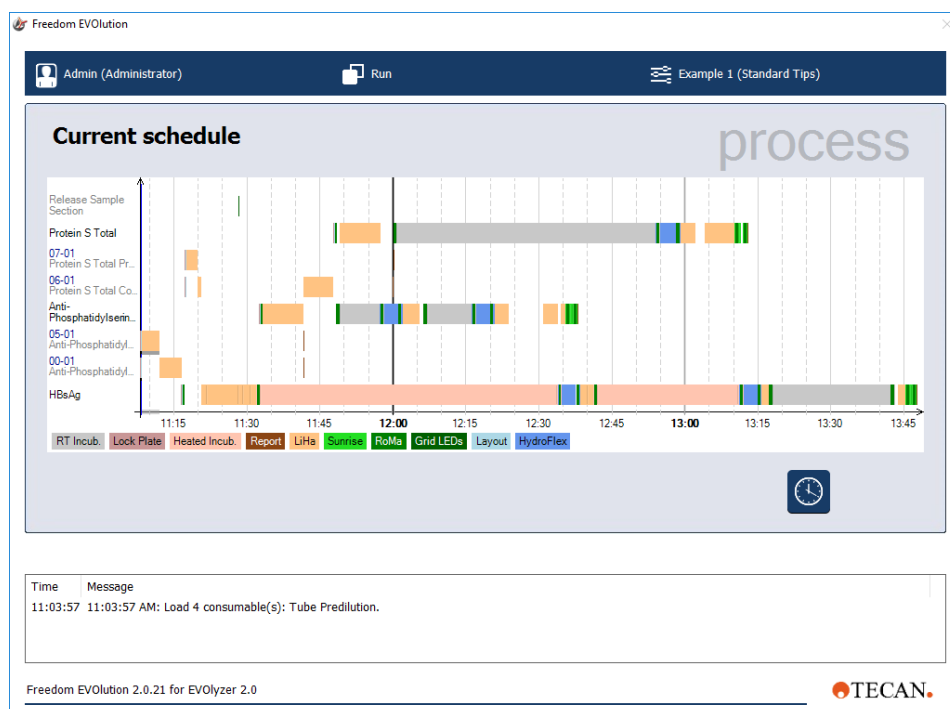 Freedom EVOlution
Admin (Administrator)
Run
Example 1 (Standard Tips)
Current schedule
process
Release Sample
Section
Protein S Total
07-01
Protein S Total Pr...
06-01
Protein S Total Co...
Anti-
Phosphatidylserin...
05-01
Anti-Phosphatidyl...
00-01
Anti-Phosphatidyl...
HBsAg
11:15 11:30 11:45 12:00 12:15 12:30 12:45 13:00 13:15 13:30 13:45
RT Incub. Lock Plate Heated Incub. Report LiHa Sunrise RoMa Grid LEDs Layout HydroFlex
Time Message
11:03:57 11:03:57 AM: Load 4 consumable(s): Tube Predilution.
Freedom EVOlution 2.0.21 for EVOlyzer 2.0
TECAN.